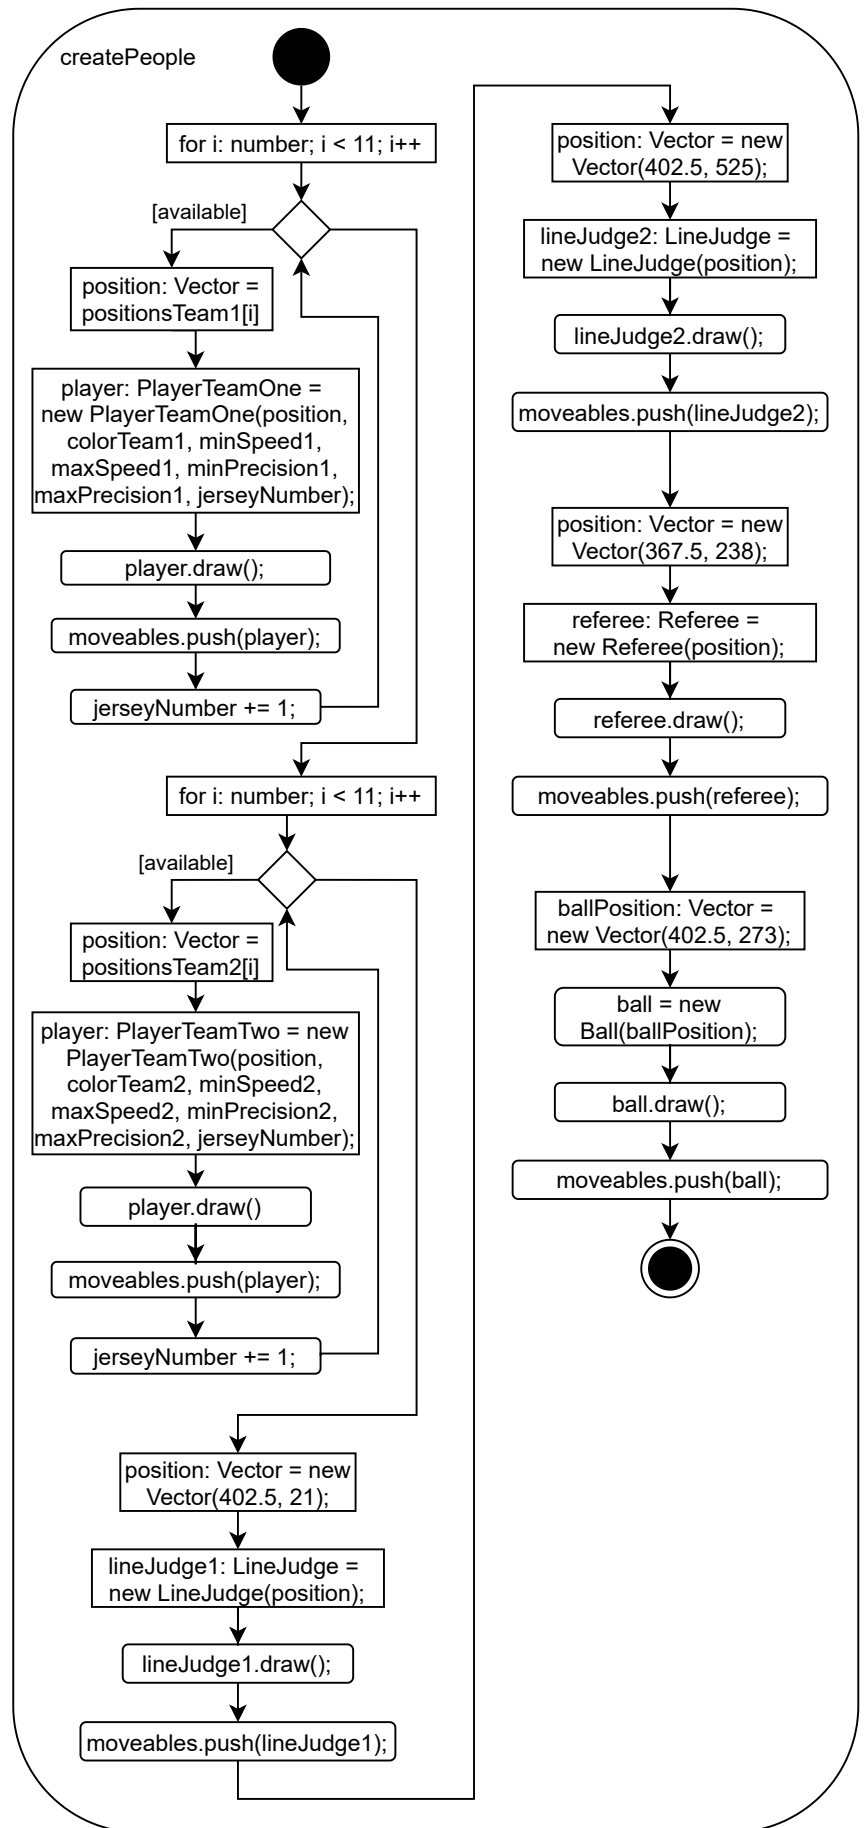 createPeople
for i: number; i < 11; i++
[available]
position: Vector =
positionsTeam1[i]
player: PlayerTeamOne =
new PlayerTeamOne(position,
colorTeam1, minSpeed1,
maxSpeed1, minPrecision1,
maxPrecision1, jerseyNumber);
player.draw();
moveables.push(player);
jerseyNumber += 1;
for i: number; i < 11; i++
[available]
position: Vector =
positionsTeam2[i]
player: PlayerTeamTwo = new
PlayerTeamTwo(position,
colorTeam2, minSpeed2,
maxSpeed2, minPrecision2,
maxPrecision2, jerseyNumber);
player.draw()
moveables.push(player);
jerseyNumber += 1;
position: Vector = new
Vector(402.5, 21);
lineJudge1: LineJudge =
new LineJudge(position);
lineJudge1.draw();
moveables.push(lineJudge1);
position: Vector = new
Vector(402.5, 525);
lineJudge2: LineJudge =
new LineJudge(position);
lineJudge2.draw();
moveables.push(lineJudge2);
position: Vector = new
Vector(367.5, 238);
referee: Referee =
new Referee(position);
referee.draw();
moveables.push(referee);
ballPosition: Vector =
new Vector(402.5, 273);
ball = new
Ball(ballPosition);
ball.draw();
moveables.push(ball);